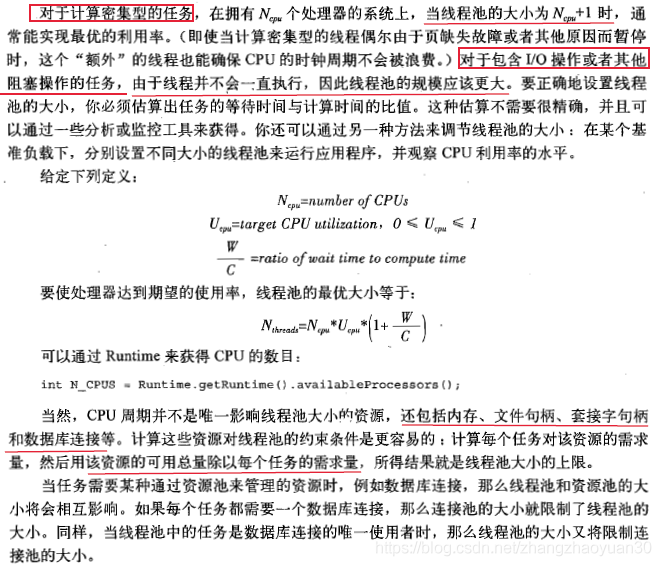 对于计算密集型的任务，在拥有 Ncpu 个处理器的系统上，当线程池的大小为 Ncpu+1 时，通
常能实现最优的利用率。（即使当计算密集型的线程偶尔由于页缺失故障或者其他原因而暂停
时，这个“额外”的线程也能确保 CPU 的时钟周期不会被浪费。）对于包含 I/O 操作或者其他
阻塞操作的任务，由于线程并不会一直执行，因此线程池的规模应该更大。要正确地设置线程
池的大小，你必须估算出任务的等待时间与计算时间的比值。这种估算不需要很精确，并且可
以通过一些分析或监控工具来获得。你还可以通过另一种方法来调节线程池的大小：在某个基
准负载下，分别设置不同大小的线程池来运行应用程序，并观察 CPU 利用率的水平。
给定下列定义：
Ncpu=number of CPUs
Ucpu=target CPU utilization，0 ≤ Ucpu ≤ 1
W/C =ratio of wait time to compute time
要使处理器达到期望的使用率，线程池的最优大小等于：
Nthreads=Ncpu*Ucpu*(1+ W/C)
可以通过 Runtime 来获得 CPU 的数目：
int N_CPUS = Runtime.getRuntime().availableProcessors();
当然，CPU 周期并不是唯一影响线程池大小的资源，还包括内存、文件句柄、套接字句柄
和数据库连接等。计算这些资源对线程池的约束条件是更容易的：计算每个任务对该资源的需求
量，然后用该资源的可用总量除以每个任务的需求量，所得结果就是线程池大小的上限。
当任务需要某种通过资源池来管理的资源时，例如数据库连接，那么线程池和资源池的大
小将会相互影响。如果每个任务都需要一个数据库连接，那么连接池的大小就限制了线程池的
大小。同样，当线程池中的任务是数据库连接的唯一使用者时，那么线程池的大小又将限制连
接池的大小。
https://blog.csdn.net/zhangzhaoyuan30